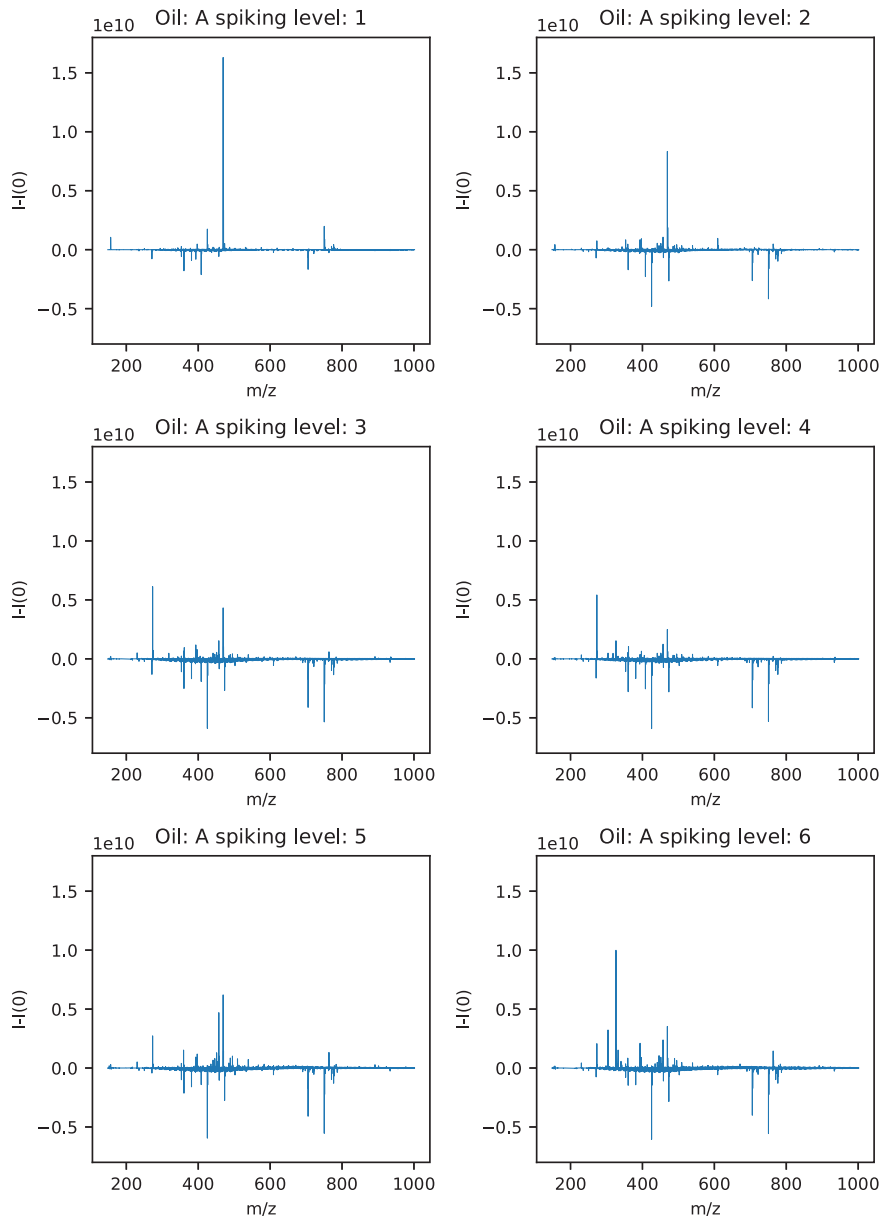 Oil: A spiking level: 1
1e10
1.5
1.0
0.5
0.0
−0.5
I-I(0)
200 400 600 800 1000
m/z
Oil: A spiking level: 2
1e10
1.5
1.0
0.5
0.0
−0.5
I-I(0)
200 400 600 800 1000
m/z
Oil: A spiking level: 3
1e10
1.5
1.0
0.5
0.0
−0.5
I-I(0)
200 400 600 800 1000
m/z
Oil: A spiking level: 4
1e10
1.5
1.0
0.5
0.0
−0.5
I-I(0)
200 400 600 800 1000
m/z
Oil: A spiking level: 5
1e10
1.5
1.0
0.5
0.0
−0.5
I-I(0)
200 400 600 800 1000
m/z
Oil: A spiking level: 6
1e10
1.5
1.0
0.5
0.0
−0.5
I-I(0)
200 400 600 800 1000
m/z